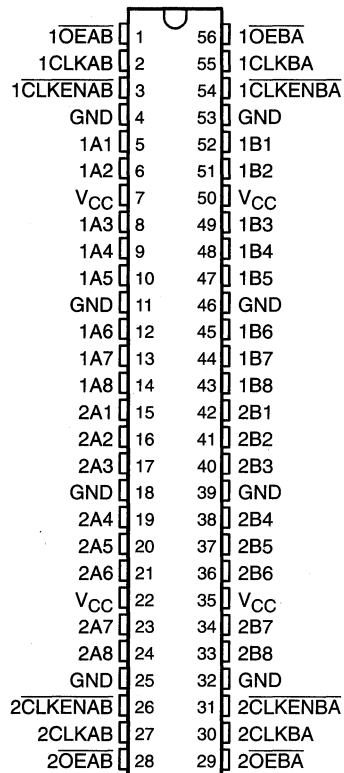 1OEAB 1 56 1OEBA
1CLKAB 2 55 1CLKBA
1CLKENAB 3 54 1CLKENBA
GND 4 53 GND
1A1 5 52 1B1
1A2 6 51 1B2
VCC 7 50 VCC
1A3 8 49 1B3
1A4 9 48 1B4
1A5 10 47 1B5
GND 11 46 GND
1A6 12 45 1B6
1A7 13 44 1B7
1A8 14 43 1B8
2A1 15 42 2B1
2A2 16 41 2B2
2A3 17 40 2B3
GND 18 39 GND
2A4 19 38 2B4
2A5 20 37 2B5
2A6 21 36 2B6
VCC 22 35 VCC
2A7 23 34 2B7
2A8 24 33 2B8
GND 25 32 GND
2CLKENAB 26 31 2CLKENBA
2CLKAB 27 30 2CLKBA
2OEAB 28 29 2OEBA